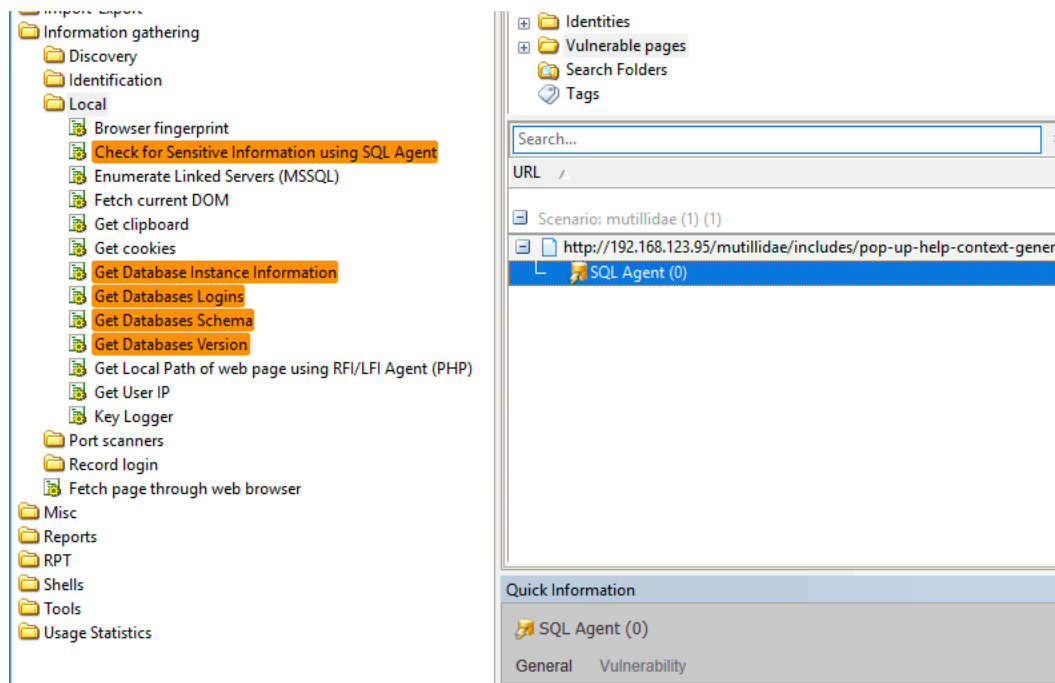 Import-Export
Information gathering
Discovery
Identification
Local
Browser fingerprint
Check for Sensitive Information using SQL Agent
Enumerate Linked Servers (MSSQL)
Fetch current DOM
Get clipboard
Get cookies
Get Database Instance Information
Get Databases Logins
Get Databases Schema
Get Databases Version
Get Local Path of web page using RFI/LFI Agent (PHP)
Get User IP
Key Logger
Port scanners
Record login
Fetch page through web browser
Misc
Reports
RPT
Shells
Tools
Usage Statistics
Identities
Vulnerable pages
Search Folders
Tags
Search...
URL
Scenario: mutillidae (1) (1)
http://192.168.123.95/mutillidae/includes/pop-up-help-context-gener
SQL Agent (0)
Quick Information
SQL Agent (0)
General Vulnerability